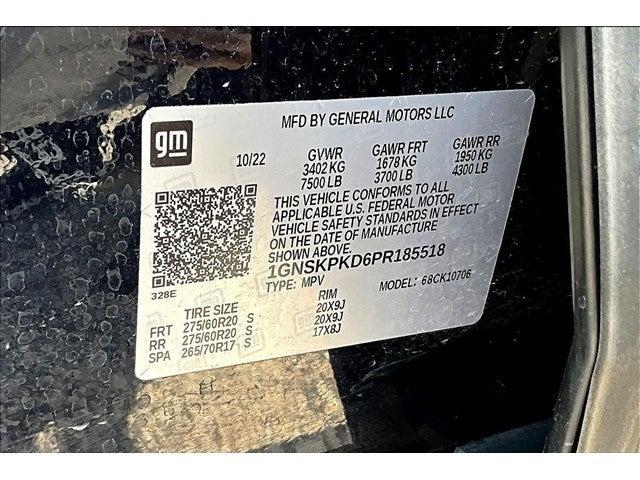 MFD BY GENERAL MOTORS LLC
gm
10/22 GVWR GAWR FRT GAWR RR
3402 KG 1678 KG 1950 KG
7500 LB 3700 LB 4300 LB
THIS VEHICLE CONFORMS TO ALL
APPLICABLE U.S. FEDERAL MOTOR
VEHICLE SAFETY STANDARDS IN EFFECT
ON THE DATE OF MANUFACTURE
SHOWN ABOVE.
1GNSKPKD6PR185518
TYPE: MPV MODEL: 68CK10706
328E
TIRE SIZE RIM
FRT 275/60R20 S 20X9J
RR 275/60R20 S 20X9J
SPA 265/70R17 S 17X8J